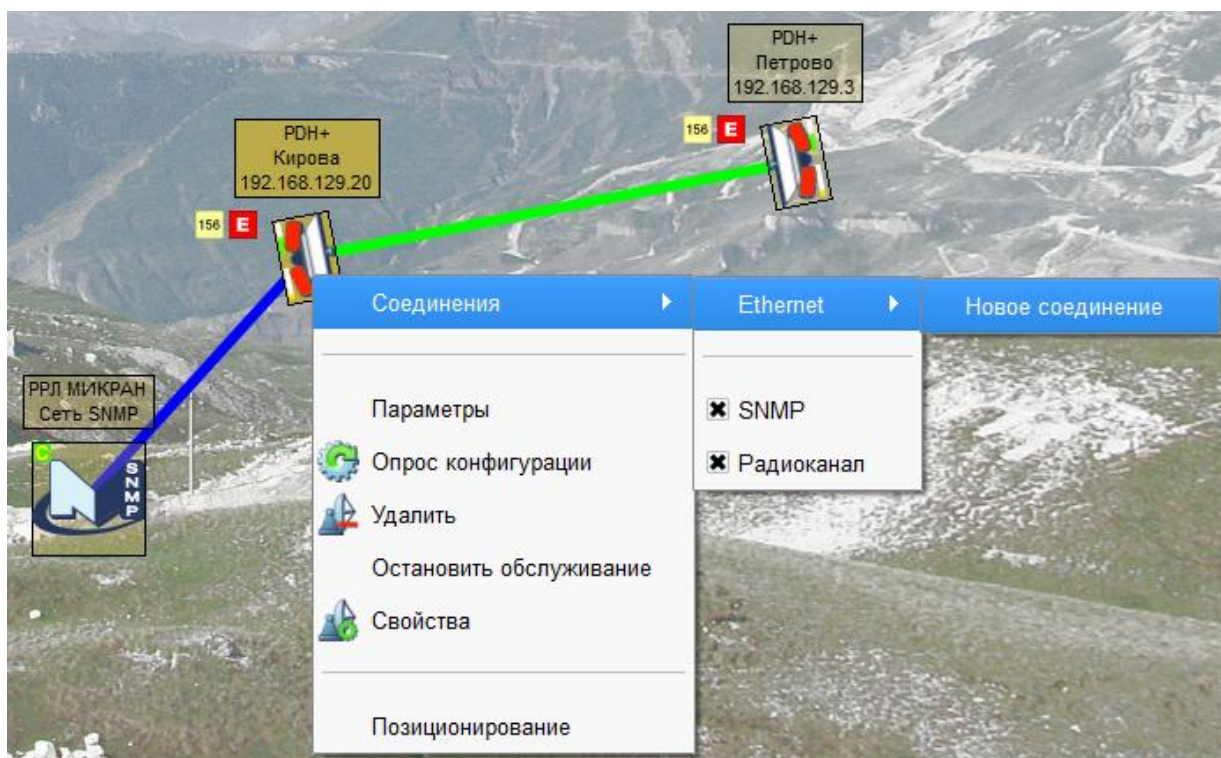 PDH+
Петрово
192.168.129.3
156 E
PDH+
Кирова
192.168.129.20
156 E
Соединения
Ethernet
Новое соединение
РРЛ МИКРАН
Сеть SNMP
C
SNMP
Параметры
SNMP
Опрос конфигурации
Радиоканал
Удалить
Остановить обслуживание
Свойства
Позиционирование